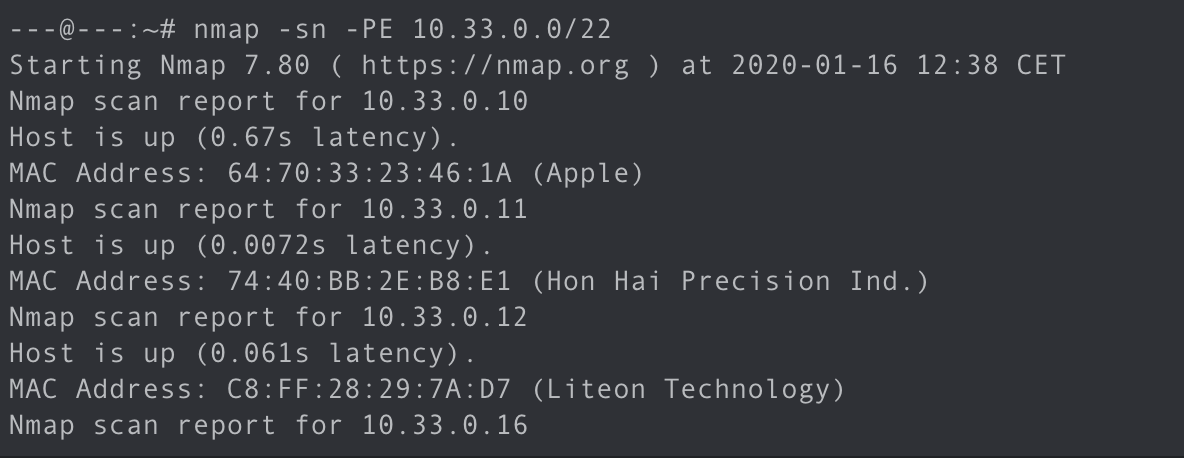 ---@---:~# nmap -sn -PE 10.33.0.0/22
Starting Nmap 7.80 ( https://nmap.org ) at 2020-01-16 12:38 CET
Nmap scan report for 10.33.0.10
Host is up (0.67s latency).
MAC Address: 64:70:33:23:46:1A (Apple)
Nmap scan report for 10.33.0.11
Host is up (0.0072s latency).
MAC Address: 74:40:BB:2E:B8:E1 (Hon Hai Precision Ind.)
Nmap scan report for 10.33.0.12
Host is up (0.061s latency).
MAC Address: C8:FF:28:29:7A:D7 (Liteon Technology)
Nmap scan report for 10.33.0.16